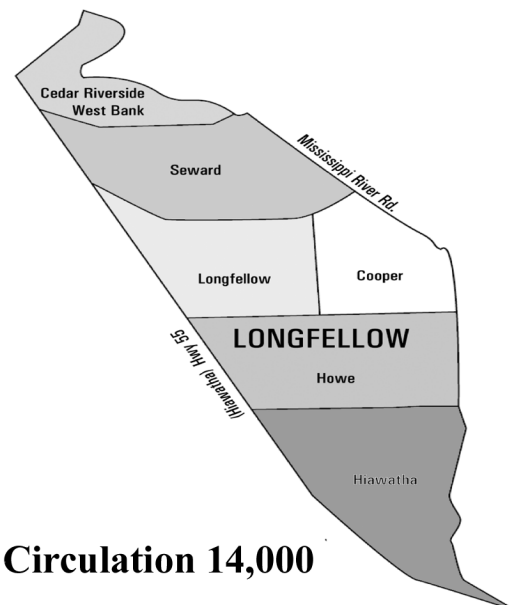 Cedar Riverside
West Bank
Mississippi River Rd.
Seward
Longfellow
Cooper
LONGFELLOW
(Hiawatha) Hwy 55
Howe
Hiawatha
Circulation 14,000